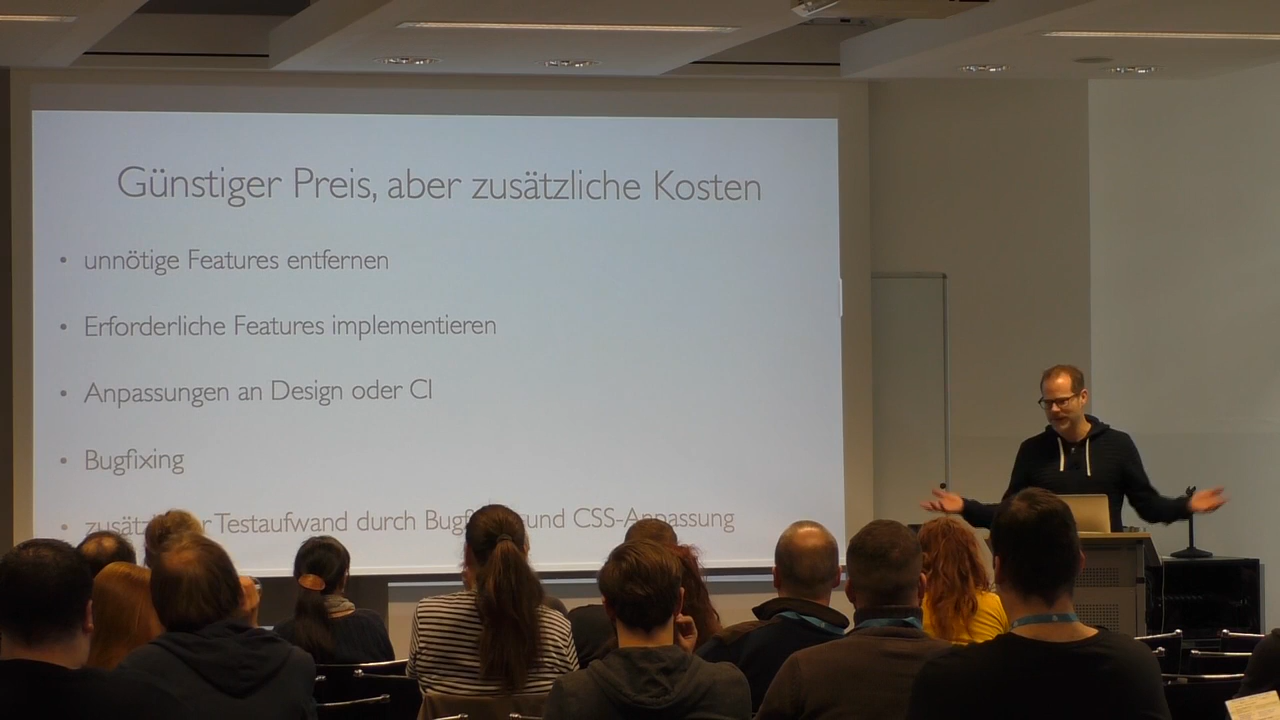 Günstiger Preis, aber zusätzliche Kosten
• unnötige Features entfernen
• Erforderliche Features implementieren
• Anpassungen an Design oder CI
• Bugfixing
• Testaufwand durch und CSS-Anpassung